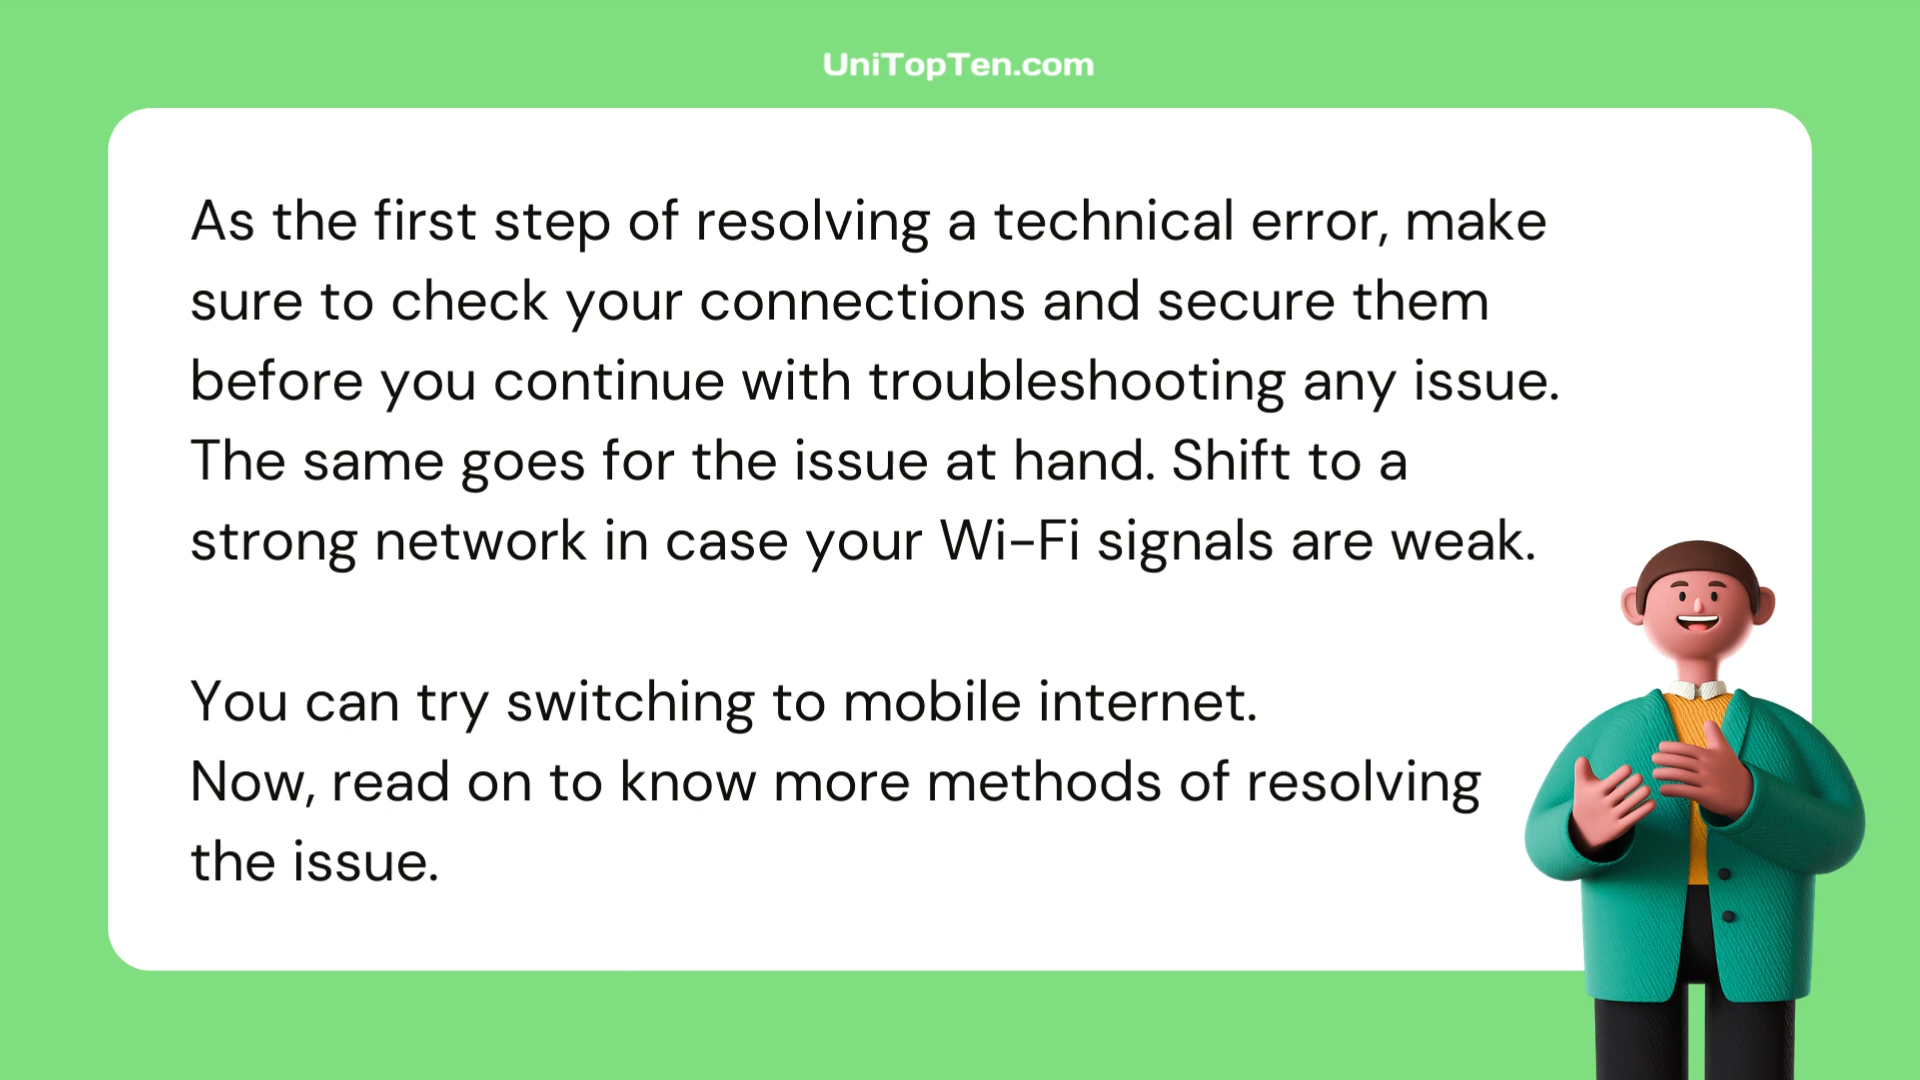 UniTopTen.com
As the first step of resolving a technical error, make
sure to check your connections and secure them
before you continue with troubleshooting any issue.
The same goes for the issue at hand. Shift to a
strong network in case your Wi-Fi signals are weak.
You can try switching to mobile internet.
Now, read on to know more methods of resolving
the issue.